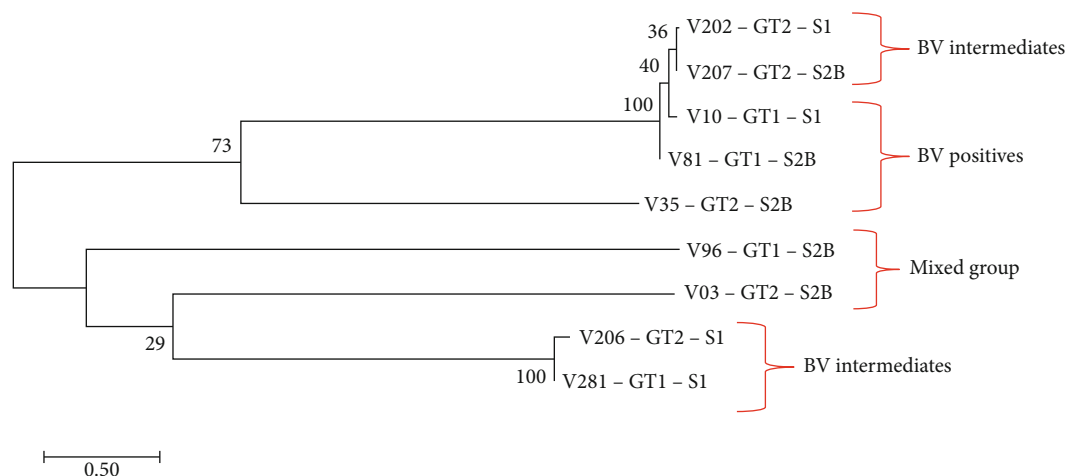 36
V202 – GT2 – S1
BV intermediates
40
V207 – GT2 – S2B
100
V10 – GT1 – S1
73
V81 – GT1 – S2B
BV positives
V35 – GT2 – S2B
V96 – GT1 – S2B
Mixed group
V03 – GT2 – S2B
29
V206 – GT2 – S1
BV intermediates
100
V281 – GT1 – S1
0.50